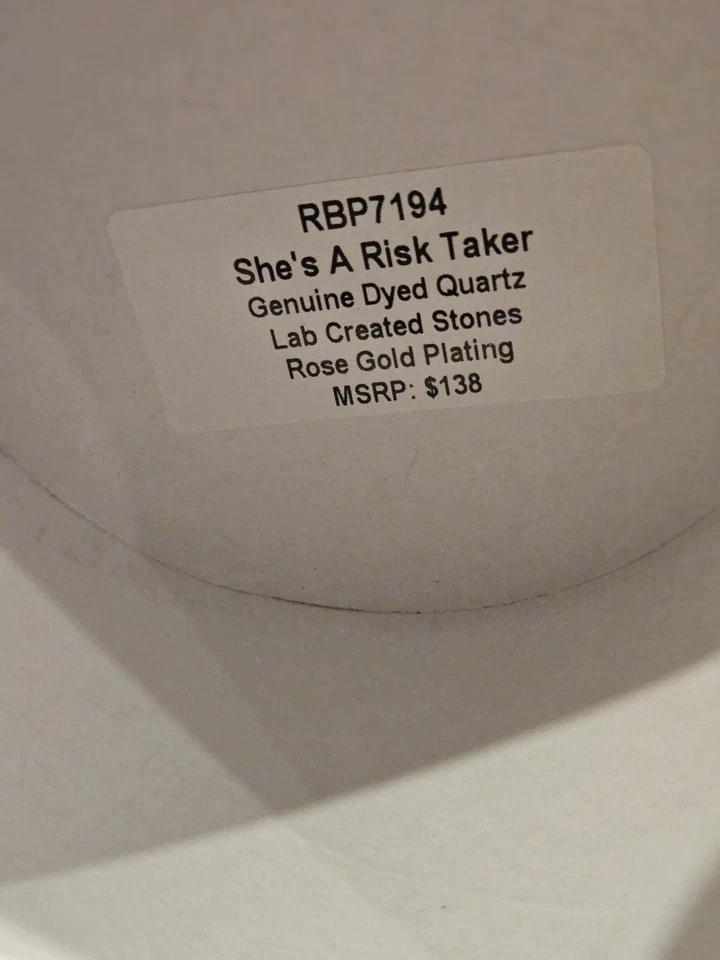 RBP7194
She's A Risk Taker
Genuine Dyed Quartz
Lab Created Stones
Rose Gold Plating
MSRP: $138